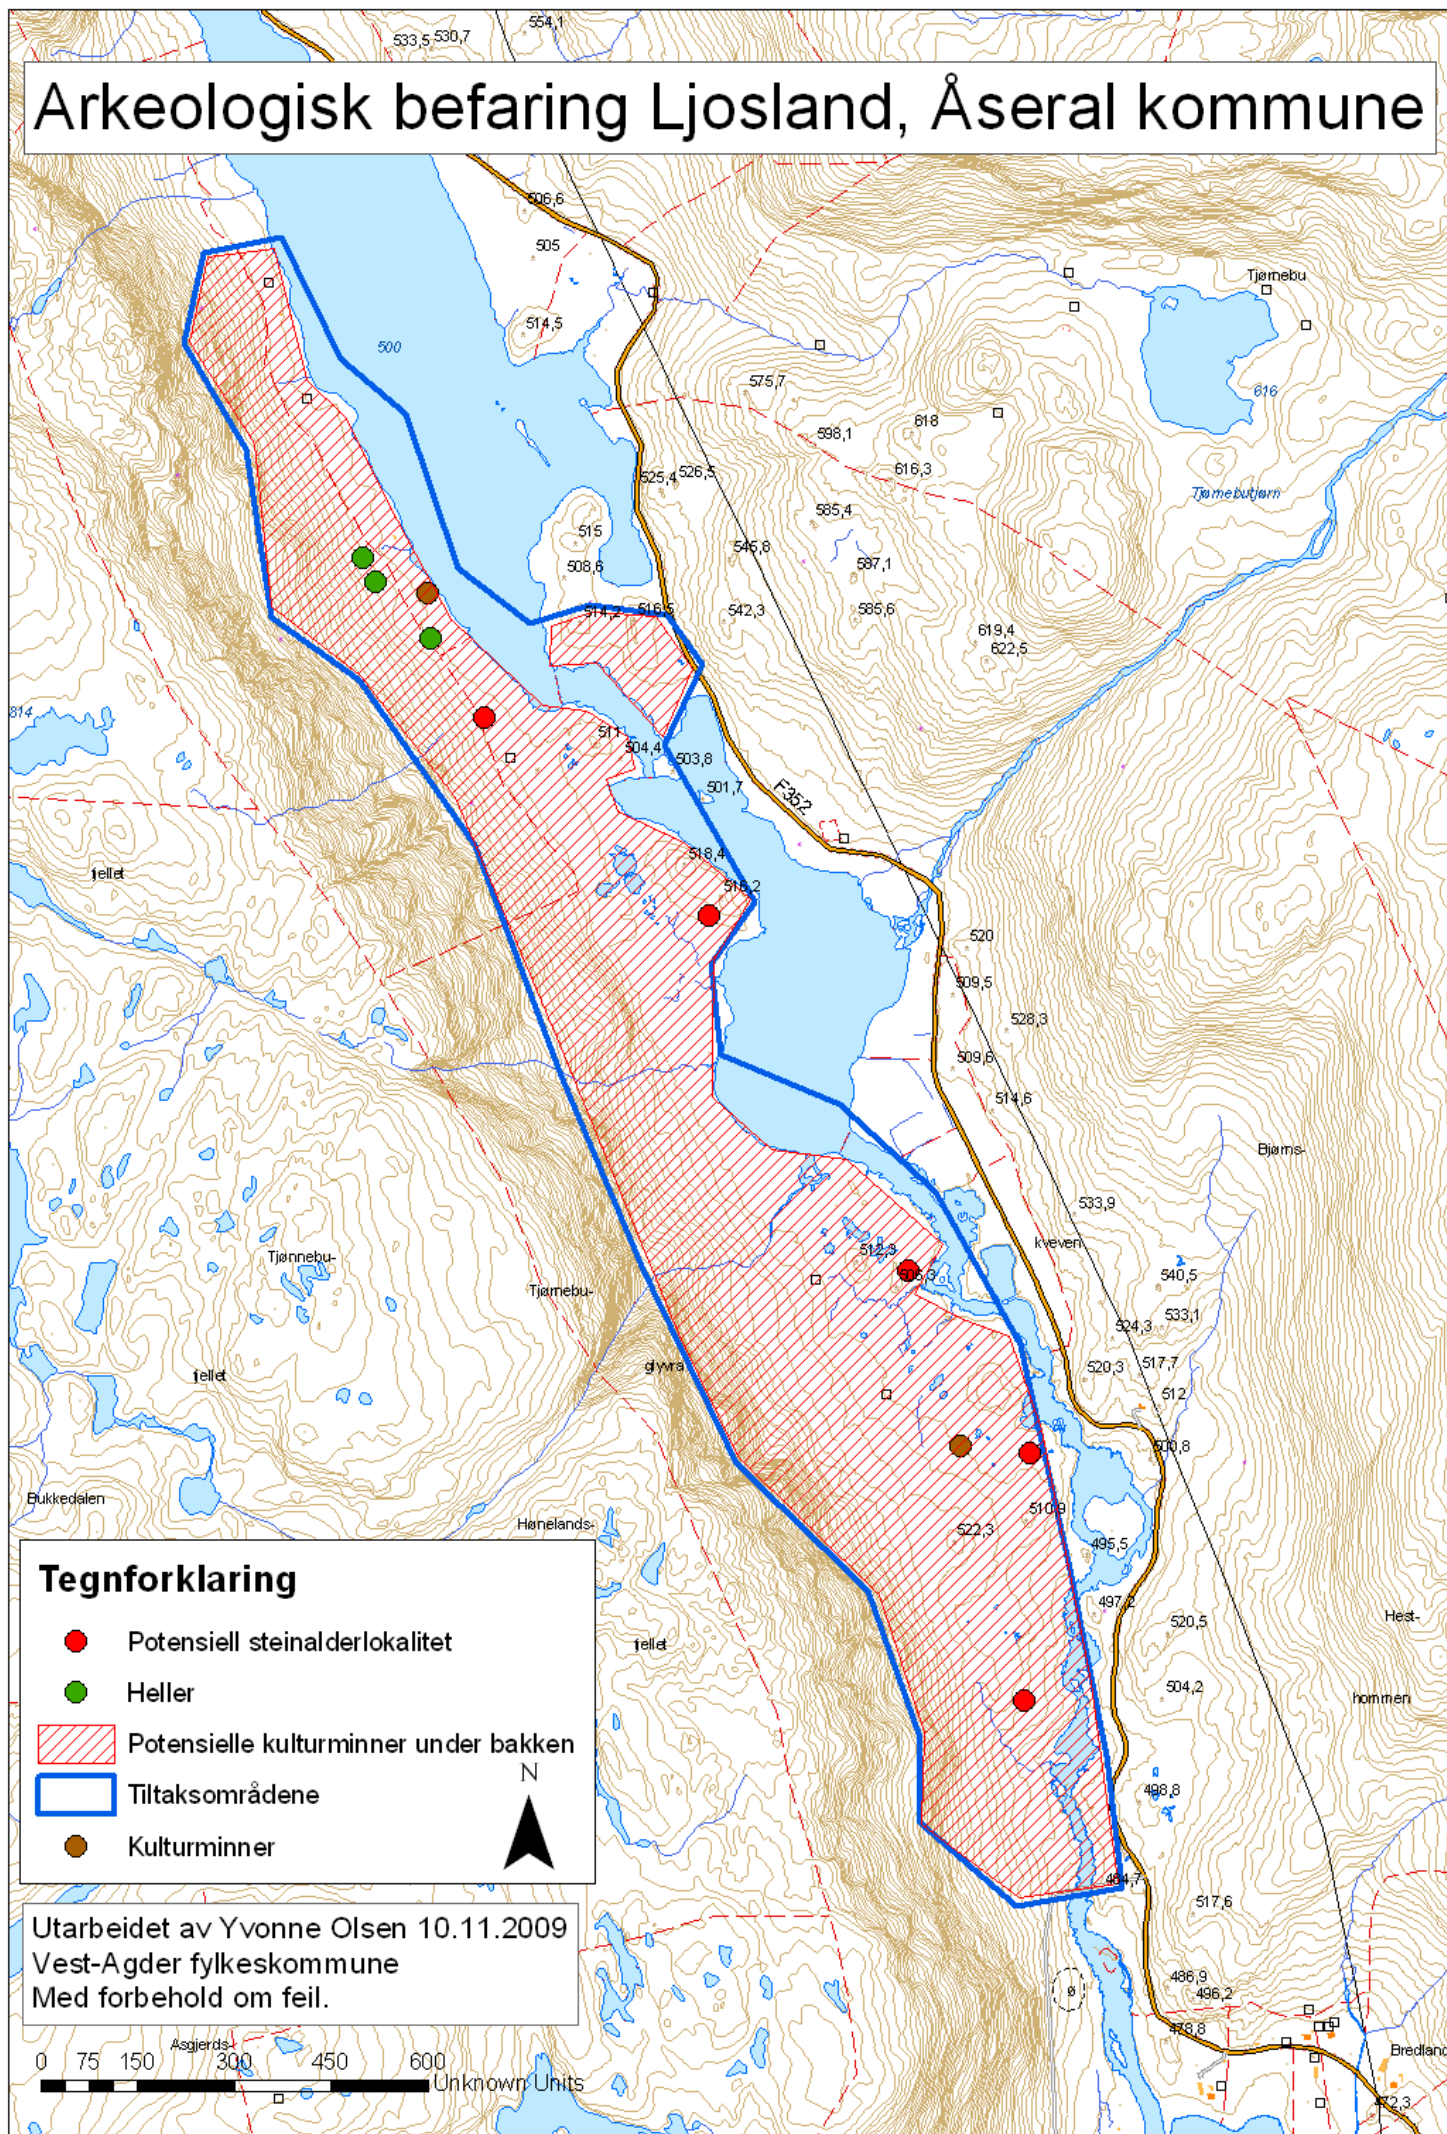 554,1
533,5 530,7
Arkeologisk befaring Ljosland, Åseral kommune
506,6
505
Tjørnebu
514,5
500
575,7
616
618
598,1
616,3
526,5
525,4
Tjørnebutjørn
585,4
515
545,8
587,1
508,6
514,2
516,5
542,3
585,6
619,4
622,5
814
511
504,4
503,8
501,7
F352
518,4
fjellet
516,2
520
509,5
528,3
509,6
514,6
Bjørns-
533,9
kveven
512,3
Tjønnebu-
505,3
540,5
Tjørnebu-
533,1
524,3
517,7
glyvra
520,3
fjellet
512
500,8
Bukkedalen
510,9
Hønelands-
522,3
495,5
497,2
Hest-
520,5
fjellet
504,2
hommen
498,8
Tegnforklaring
Potensiell steinalderlokalitet
Heller
Potensielle kulturminner under bakken
N
Tiltaksområdene
Kulturminner
484,7
517,6
Utarbeidet av Yvonne Olsen 10.11.2009
Vest-Agder fylkeskommune
Med forbehold om feil.
486,9
496,2
ø
478,8
Asgjerds-
Bredland
0 75 150 300 450 600
Unknown Units
472,3